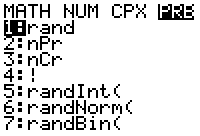 MATH NUM CPX PRB
1:rand
2:nPr
3:nCr
4:!
5:randInt(
6:randNorm(
7:randBin(